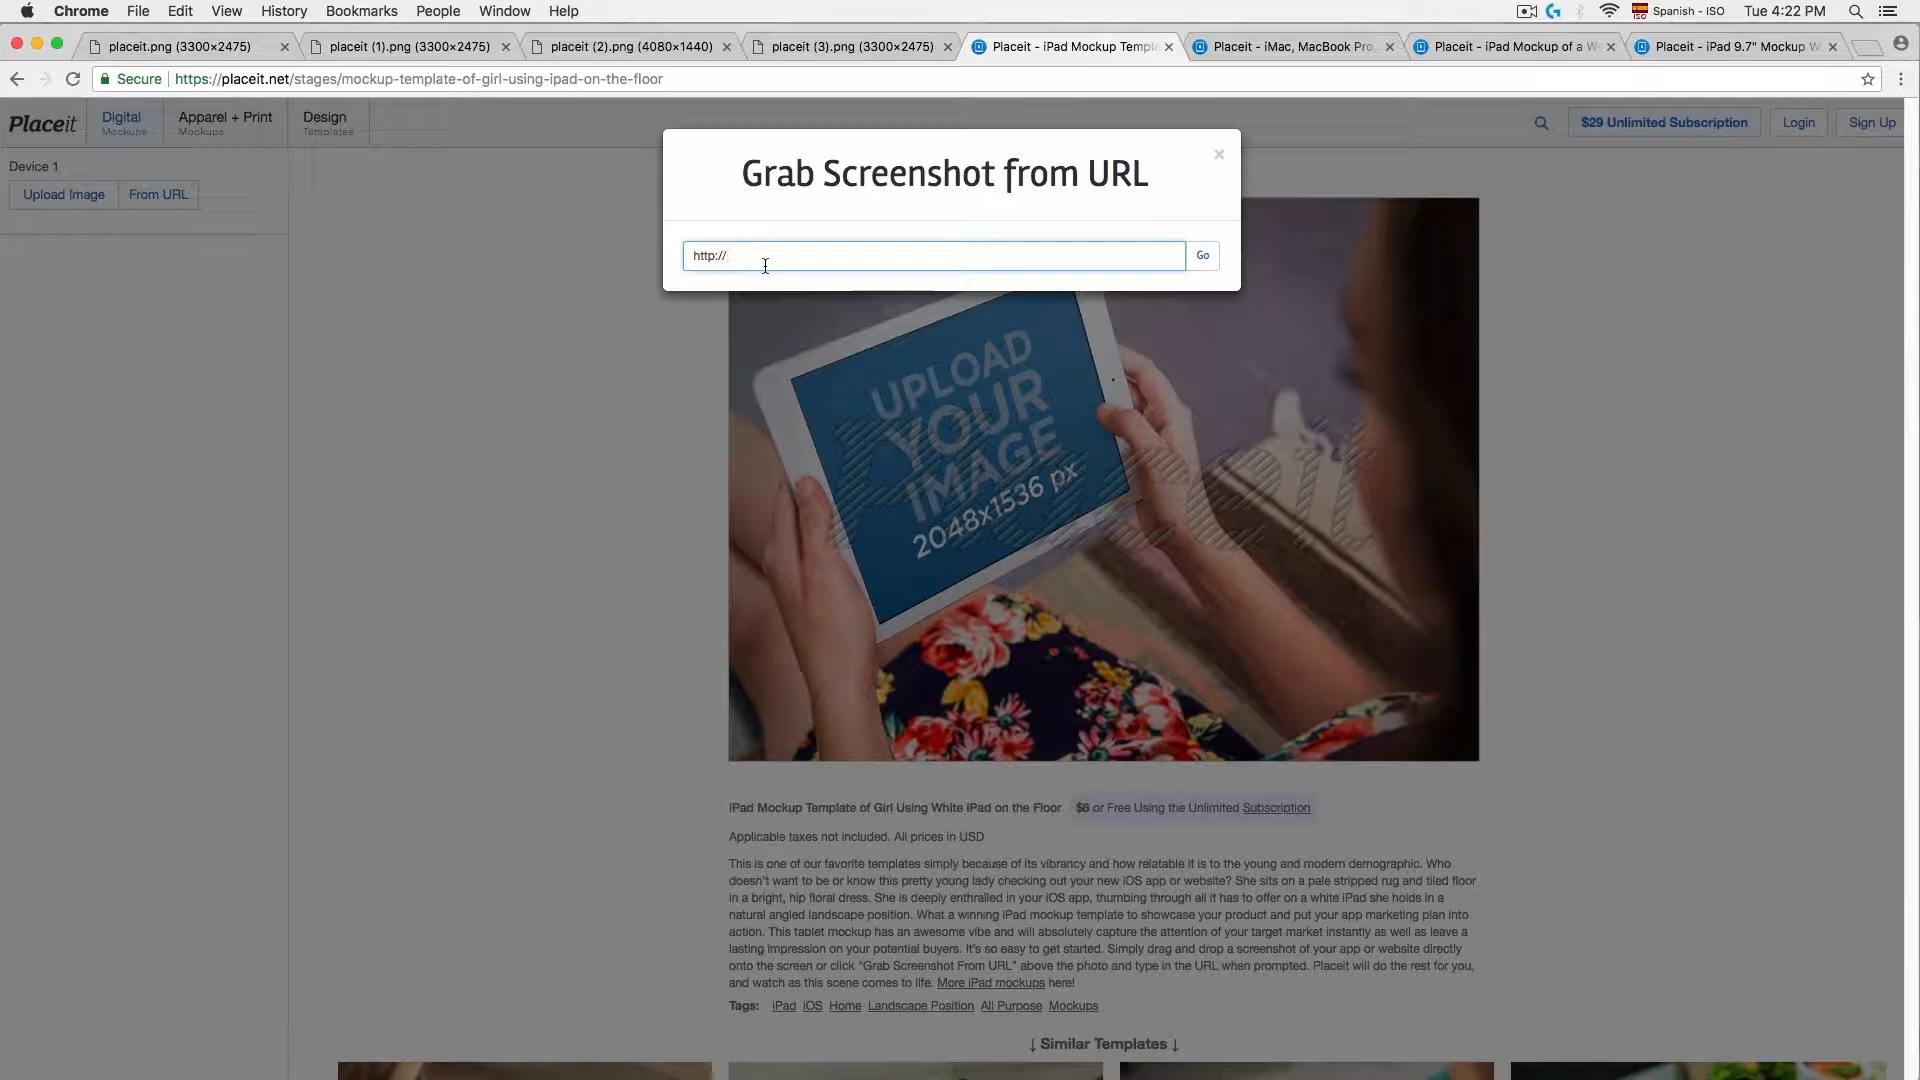 Chrome File Edit View History Bookmarks People Window Help Spanish - ISO Tue 4:22 PM
placeit.png (3300×2475) placeit (1).png (3300×2475) placeit (2).png (4080×1440) placeit (3).png (3300×2475) Placeit - iPad Mockup Templa Placeit - iMac, MacBook Pro, Placeit - iPad Mockup of a W Placeit - iPad 9.7" Mockup W
Secure https://placeit.net/stages/mockup-template-of-girl-using-ipad-on-the-floor
Placeit
Digital
Mockups
Apparel + Print
Mockups
Design
Templates
$29 Unlimited Subscription Login Sign Up
Device 1
Upload Image From URL
Grab Screenshot from URL
×
http://
Go
UPLOAD
YOUR
IMAGE
2048x1536 px
Placeit
iPad Mockup Template of Girl Using White iPad on the Floor $8 or Free Using the Unlimited Subscription
Applicable taxes not included. All prices in USD
This is one of our favorite templates simply because of its vibrancy and how relatable it is to the young and modern demographic. Who
doesn't want to be or know this pretty young lady checking out your new iOS app or website? She sits on a pale stripped rug and tiled floor
in a bright, hip floral dress. She is deeply enthralled in your iOS app, thumbing through all it has to offer on a white iPad she holds in a
natural angled landscape position. What a winning iPad mockup template to showcase your product and put your app marketing plan into
action. This tablet mockup has an awesome vibe and will absolutely capture the attention of your target market instantly as well as leave a
lasting impression on your potential buyers. It's so easy to get started. Simply drag and drop a screenshot of your app or website directly
onto the screen or click "Grab Screenshot From URL" above the photo and type in the URL when prompted. Placeit will do the rest for you,
and watch as this scene comes to life. More iPad mockups here!
Tags: iPad iOS Home Landscape Position All Purpose Mockups
↓ Similar Templates ↓